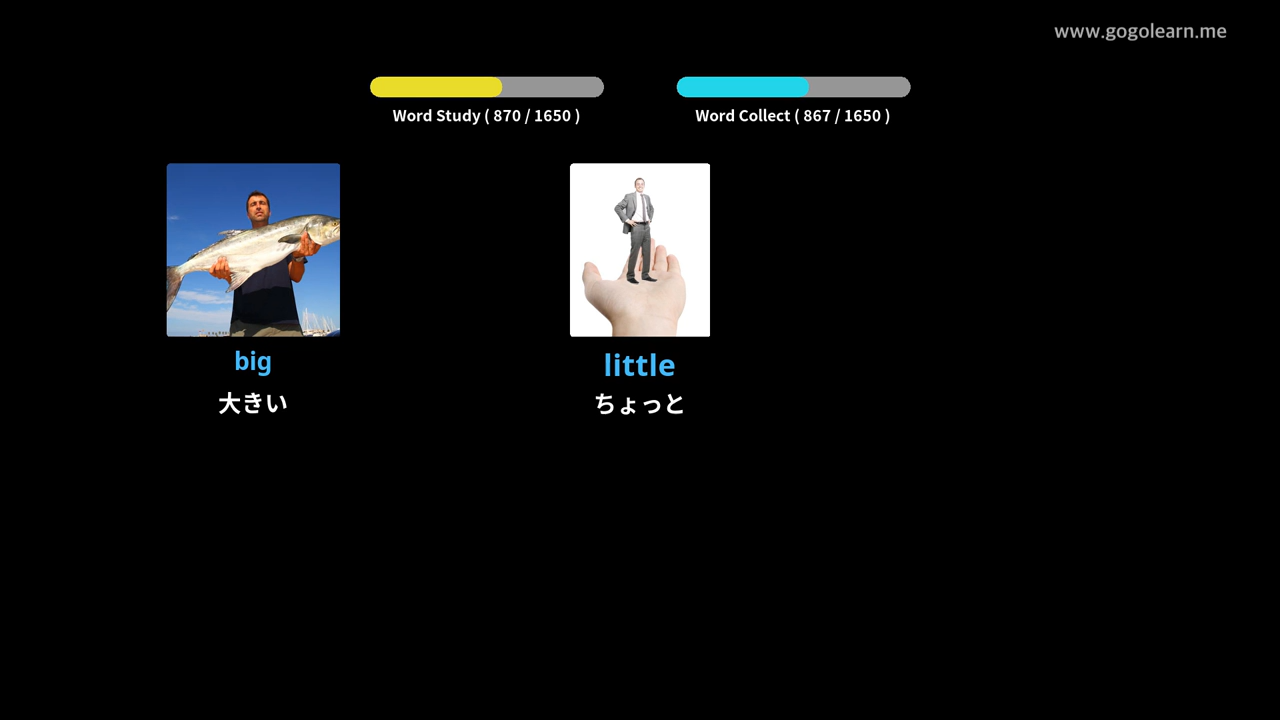 www.gogolearn.me
Word Study ( 870 / 1650 )
Word Collect ( 867 / 1650 )
big
大きい
little
ちょっと